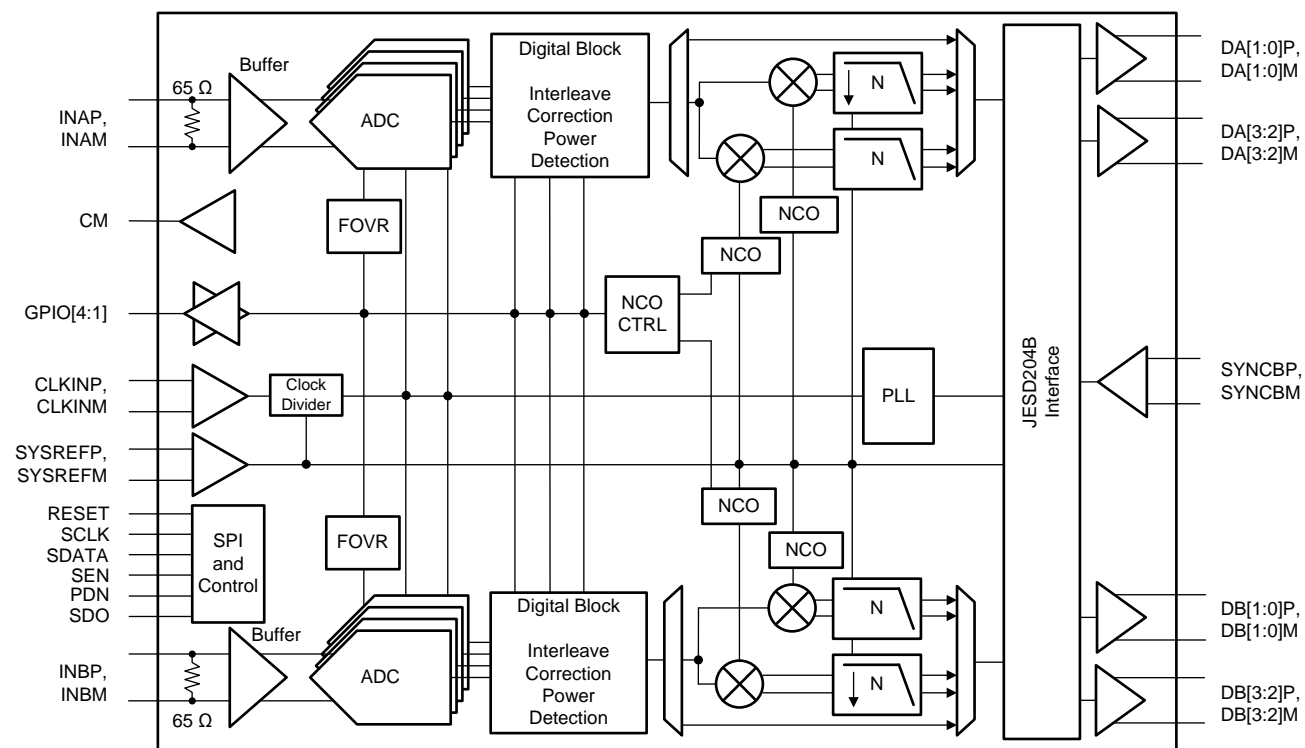 INAP,
INAM
CM
GPIO[4:1]
CLKINP,
CLKINM
SYSREFP,
SYSREFM
RESET
SCLK
SDATA
SEN
PDN
SDO
INBP,
INBM
65 Ω
Buffer
ADC
Digital Block
Interleave
Correction
Power
Detection
N
N
FOVR
NCO
NCO
NCO
CTRL
Clock
Divider
PLL
SPI
and
Control
FOVR
NCO
NCO
65 Ω
Buffer
ADC
Digital Block
Interleave
Correction
Power
Detection
N
N
JESD204B
Interface
DA[1:0]P,
DA[1:0]M
DA[3:2]P,
DA[3:2]M
SYNCBP,
SYNCBM
DB[1:0]P,
DB[1:0]M
DB[3:2]P,
DB[3:2]M